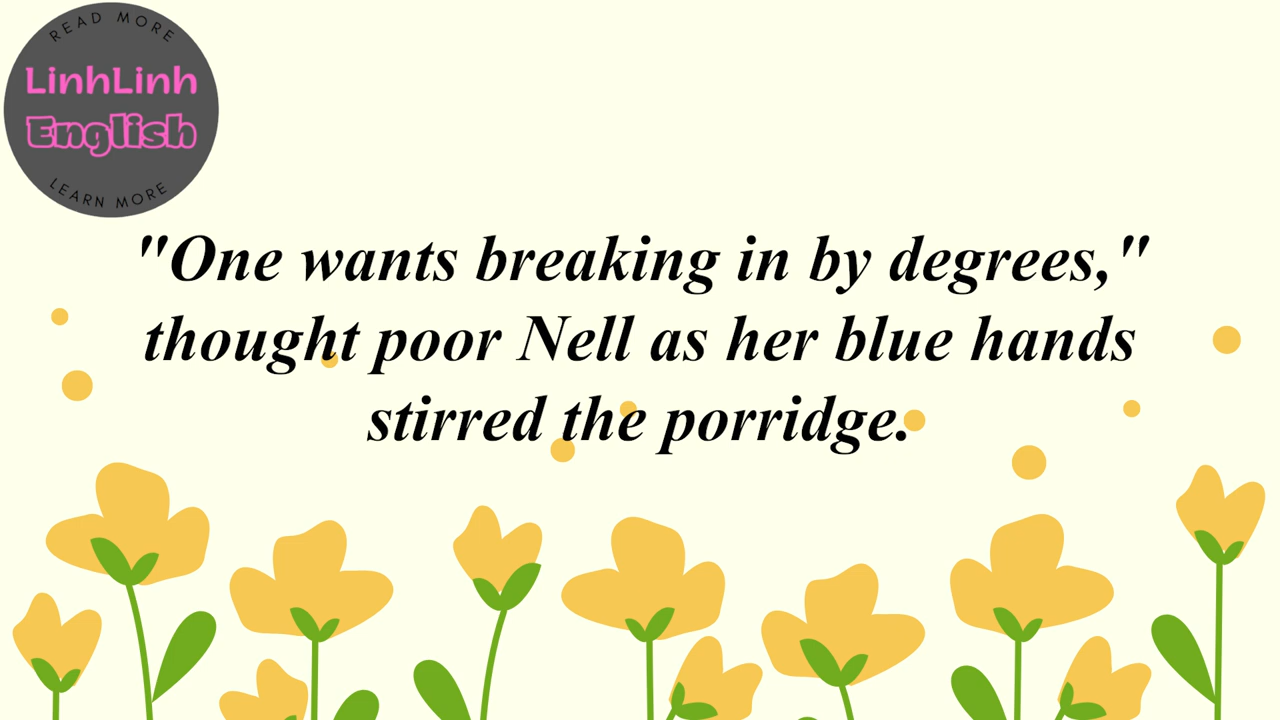 READ MORE
LinhLinh
English
LEARN MORE
"One wants breaking in by degrees,"
thought poor Nell as her blue hands
stirred the porridge.